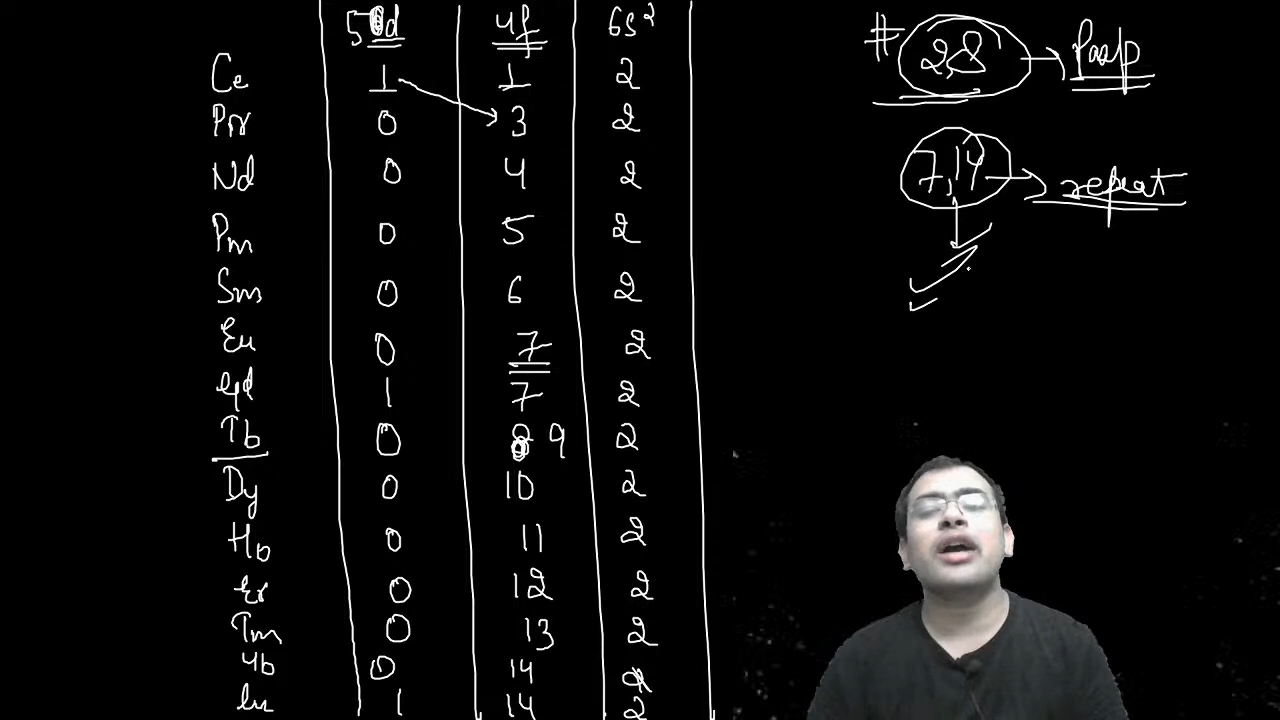 5d 4f 6s²
Ce 1 1 2
Pr 0 3 2
Nd 0 4 2
Pm 0 5 2
Sm 0 6 2
Eu 0 7 2
Gd 1 7 2
Tb 0 9 2
Dy 0 10 2
Ho 0 11 2
Er 0 12 2
Tm 0 13 2
Yb 0 14 2
Lu 1 14 2
# 2,8 →
7,14 → repeat